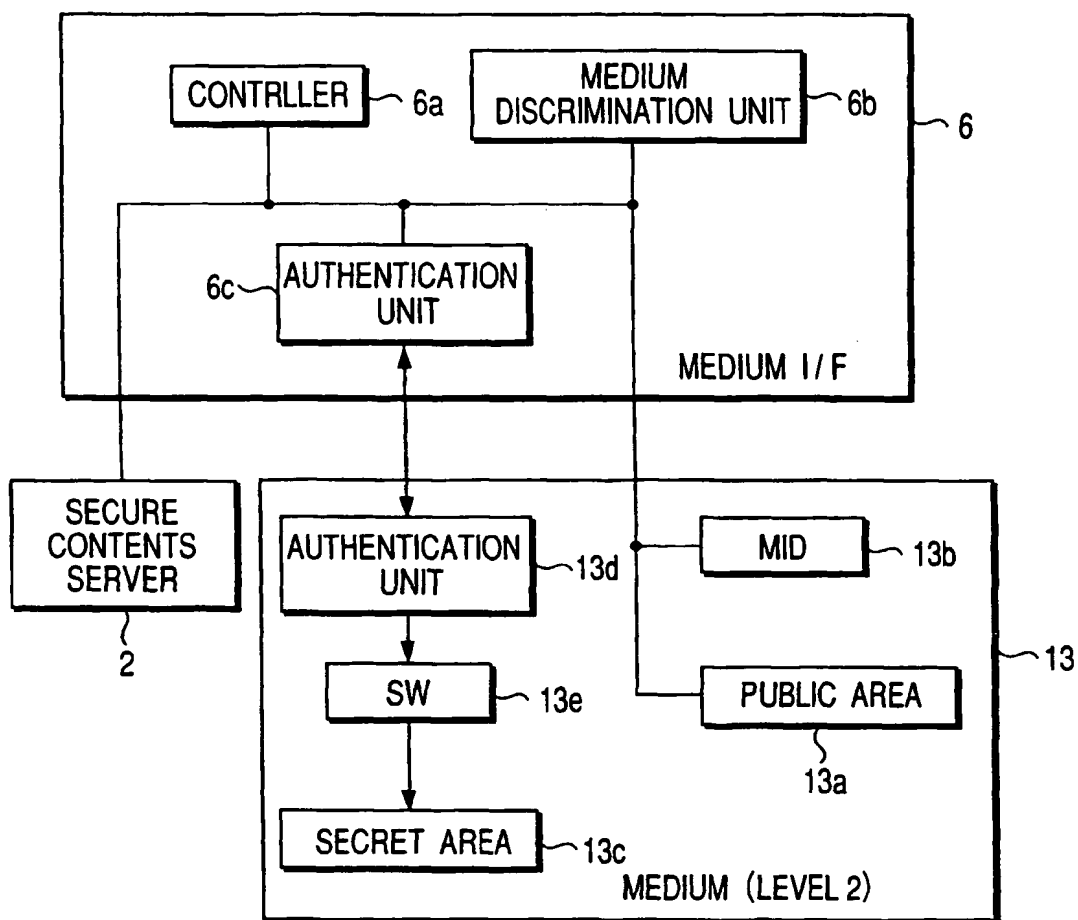 CONTRLLER
6a
MEDIUM
DISCRIMINATION UNIT
6b
6
AUTHENTICATION
UNIT
6c
MEDIUM I/F
SECURE
CONTENTS
SERVER
2
AUTHENTICATION
UNIT
13d
MID
13b
13
SW
13e
PUBLIC AREA
13a
SECRET AREA
13c
MEDIUM (LEVEL 2)